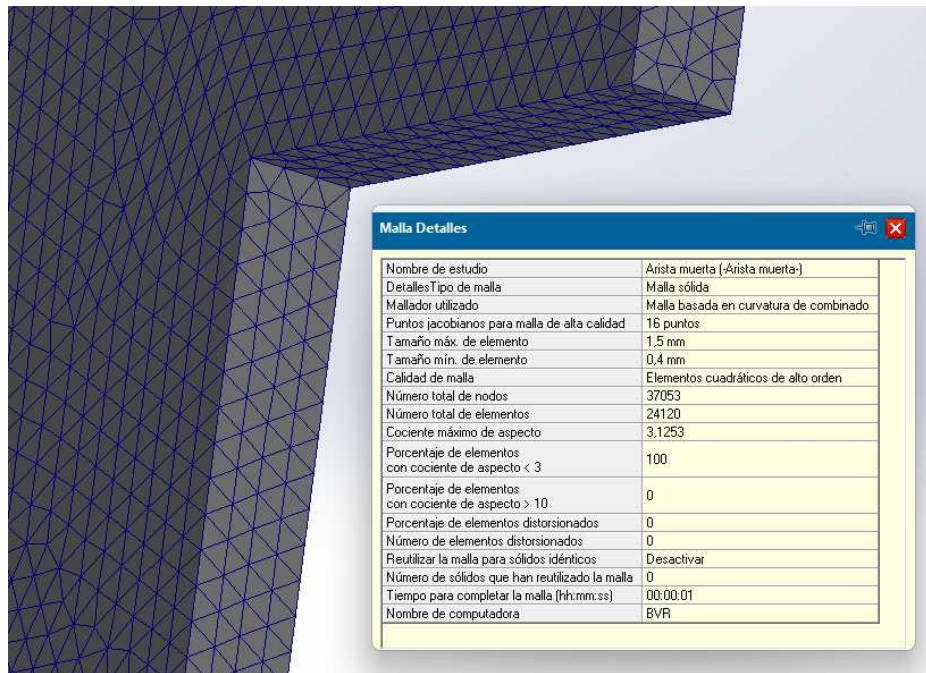 Malla Detalles
Nombre de estudio Arista muerta (-Arista muerta-)
DetallesTipo de malla Malla sólida
Mallador utilizado Malla basada en curvatura de combinado
Puntos jacobianos para malla de alta calidad 16 puntos
Tamaño máx. de elemento 1,5 mm
Tamaño mín. de elemento 0,4 mm
Calidad de malla Elementos cuadráticos de alto orden
Número total de nodos 37053
Número total de elementos 24120
Cociente máximo de aspecto 3,1253
Porcentaje de elementos
con cociente de aspecto < 3 100
Porcentaje de elementos
con cociente de aspecto > 10 0
Porcentaje de elementos distorsionados 0
Número de elementos distorsionados 0
Reutilizar la malla para sólidos idénticos Desactivar
Número de sólidos que han reutilizado la malla 0
Tiempo para completar la malla (hh:mm:ss) 00:00:01
Nombre de computadora BVR